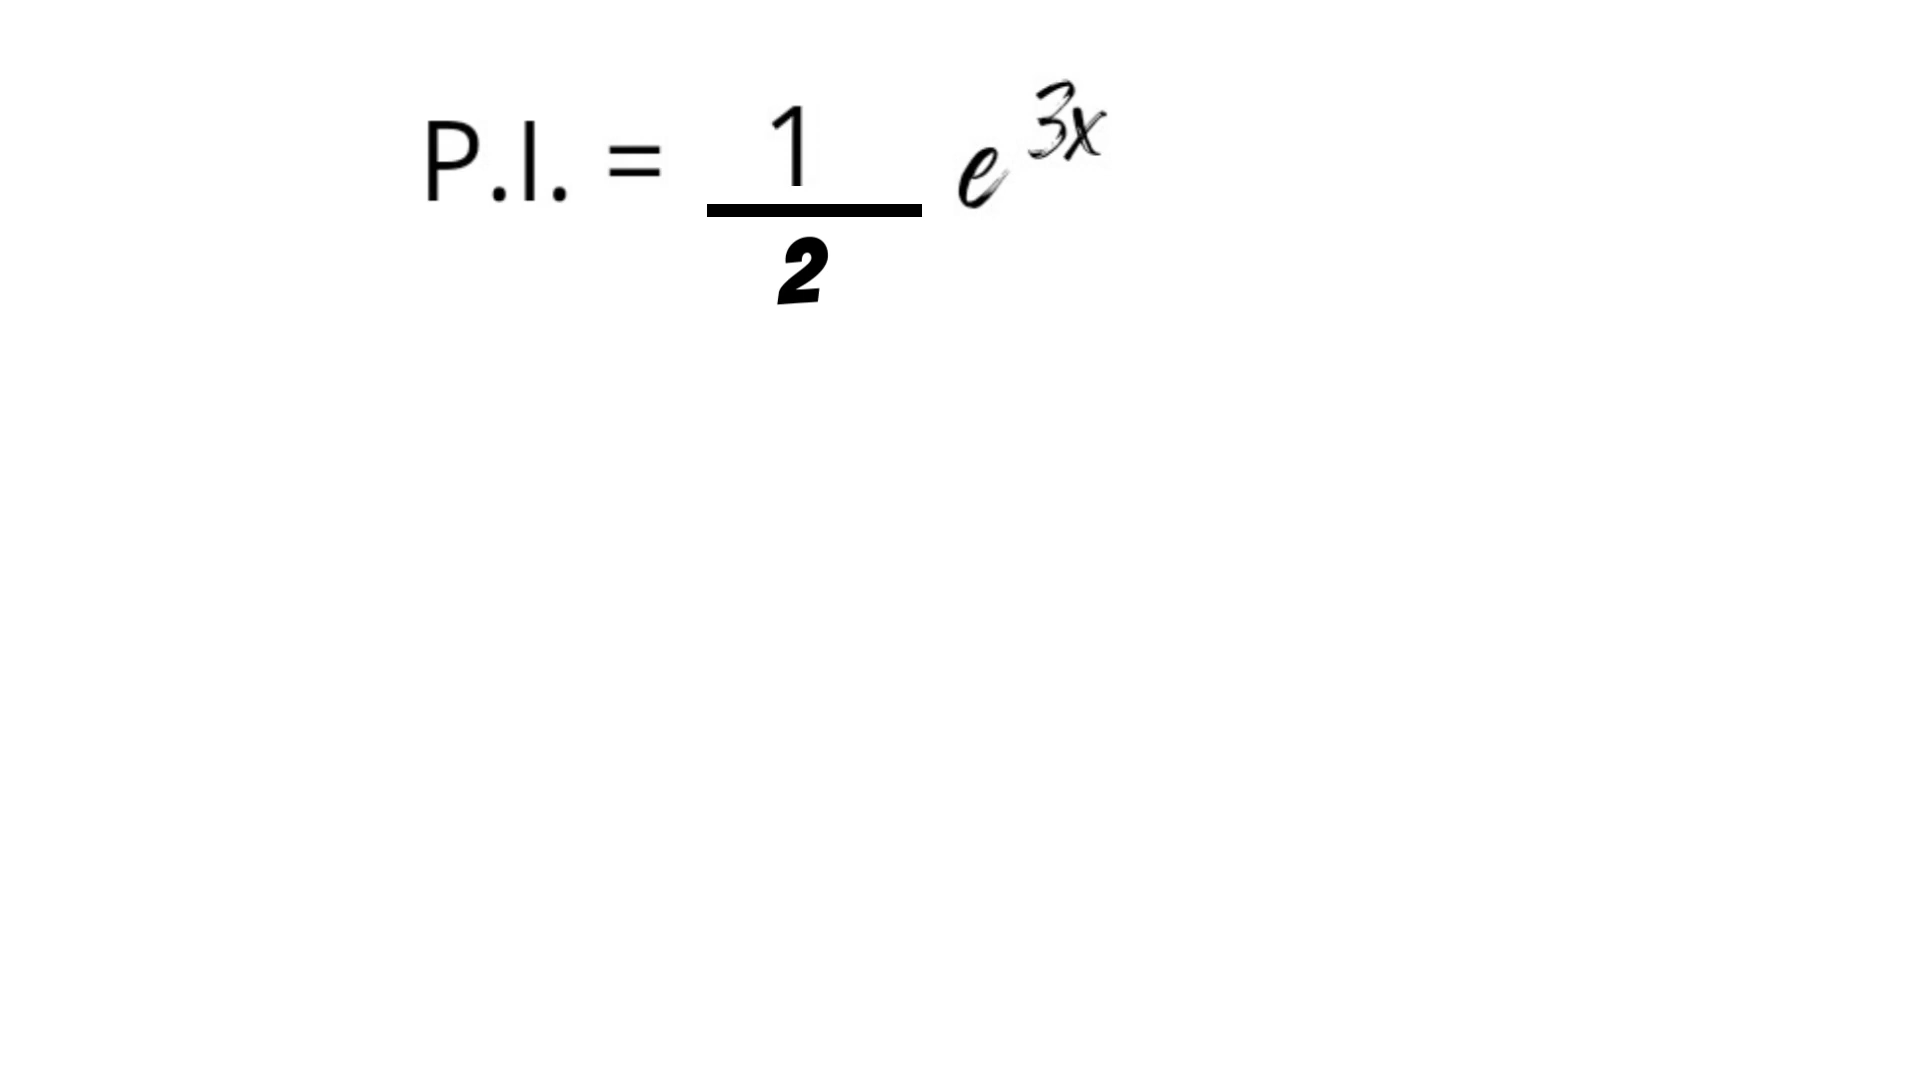 P.I. = 1/2 e^3x